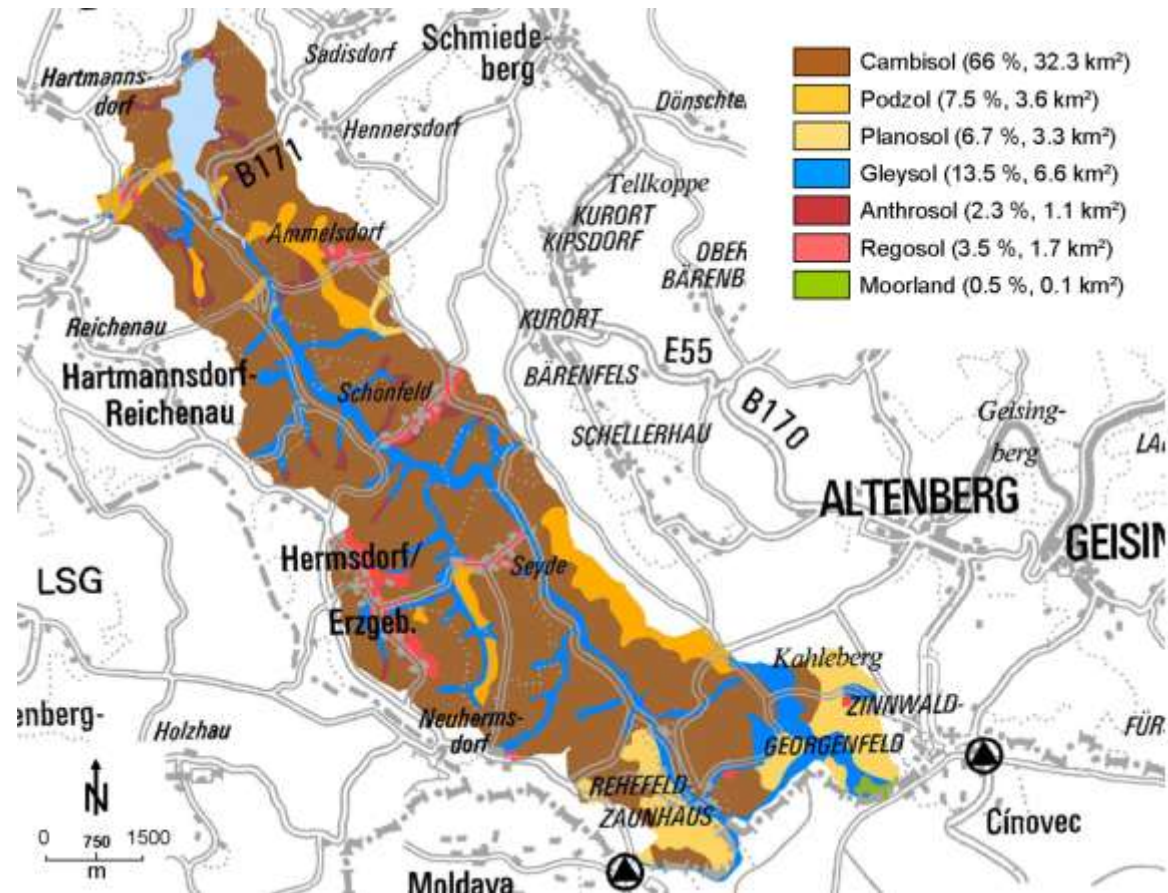 Sadisdorf
Schmiede-
berg
Hartmanns-
dorf
Hennersdorf
Dönschte
B171
Tellkoppe
KURORT
KIPSDORF
OBER
BÄRENB
Ammelsdorf
Reichenau
KURORT
E55
BÄRENFELS
Hartmannsdorf-
Reichenau
Schönfeld
B170
SCHELLERHAU
Geising-
berg
LAU
ALTENBERG
GEISIN
Hermsdorf/
Erzgeb.
Seyde
LSG
Kahleberg
ZINNWALD-
GEORGENFELD
enberg-
Holzhau
Neuherms-
dorf
FÜR
REHEFELD-
ZAUNHAUS
Cínovec
Moldava
N
0 750 1500
m
Cambisol (66 %, 32.3 km²)
Podzol (7.5 %, 3.6 km²)
Planosol (6.7 %, 3.3 km²)
Gleysol (13.5 %, 6.6 km²)
Anthrosol (2.3 %, 1.1 km²)
Regosol (3.5 %, 1.7 km²)
Moorland (0.5 %, 0.1 km²)